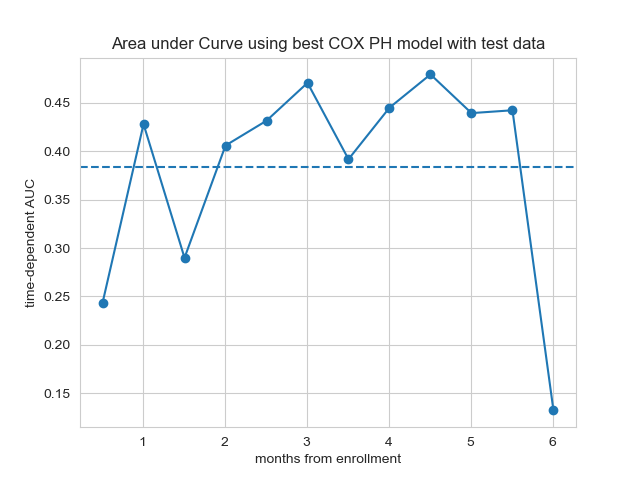 Area under Curve using best COX PH model with test data
time-dependent AUC
0.45
0.40
0.35
0.30
0.25
0.20
0.15
1 2 3 4 5 6
months from enrollment